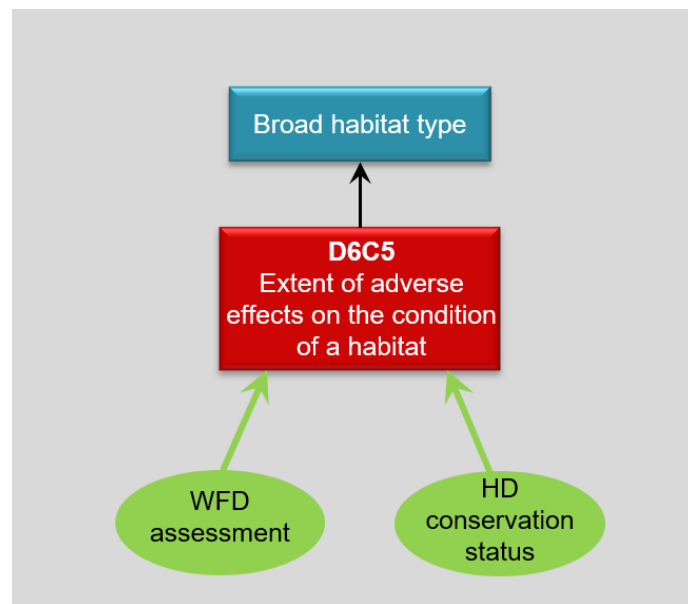 Broad habitat type
D6C5
Extent of adverse
effects on the condition
of a habitat
WFD
assessment
HD
conservation
status